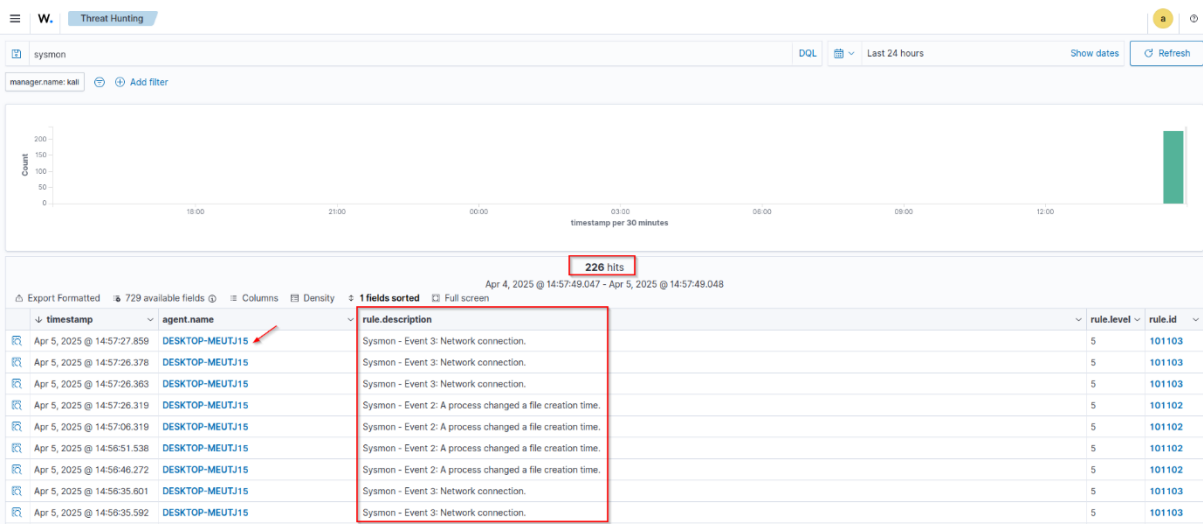 W. Threat Hunting a
sysmon DQL Last 24 hours Show dates Refresh
manager.name: kali Add filter
200
150
100
50
0
Count
18:00 21:00 00:00 03:00 06:00 09:00 12:00
timestamp per 30 minutes
226 hits
Apr 4, 2025 @ 14:57:49.047 - Apr 5, 2025 @ 14:57:49.048
Export Formatted 729 available fields Columns Density 1 fields sorted Full screen
timestamp agent.name rule.description rule.level rule.id
Apr 5, 2025 @ 14:57:27.859 DESKTOP-MEUTJ15 Sysmon - Event 3: Network connection. 5 101103
Apr 5, 2025 @ 14:57:26.378 DESKTOP-MEUTJ15 Sysmon - Event 3: Network connection. 5 101103
Apr 5, 2025 @ 14:57:26.363 DESKTOP-MEUTJ15 Sysmon - Event 3: Network connection. 5 101103
Apr 5, 2025 @ 14:57:26.319 DESKTOP-MEUTJ15 Sysmon - Event 2: A process changed a file creation time. 5 101102
Apr 5, 2025 @ 14:57:06.319 DESKTOP-MEUTJ15 Sysmon - Event 2: A process changed a file creation time. 5 101102
Apr 5, 2025 @ 14:56:51.538 DESKTOP-MEUTJ15 Sysmon - Event 2: A process changed a file creation time. 5 101102
Apr 5, 2025 @ 14:56:46.272 DESKTOP-MEUTJ15 Sysmon - Event 2: A process changed a file creation time. 5 101102
Apr 5, 2025 @ 14:56:35.601 DESKTOP-MEUTJ15 Sysmon - Event 3: Network connection. 5 101103
Apr 5, 2025 @ 14:56:35.592 DESKTOP-MEUTJ15 Sysmon - Event 3: Network connection. 5 101103